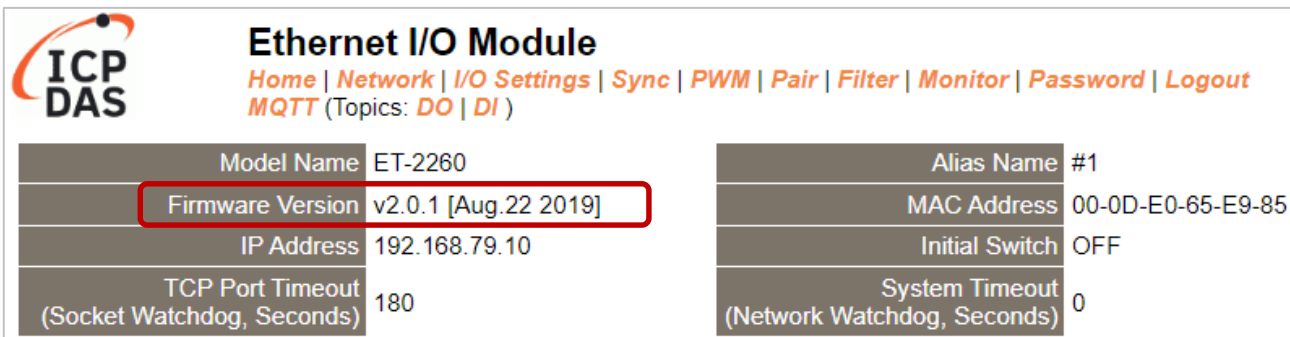 ICP
DAS
Ethernet I/O Module
Home | Network | I/O Settings | Sync | PWM | Pair | Filter | Monitor | Password | Logout
MQTT (Topics: DO | DI )
Model Name ET-2260 Alias Name #1
Firmware Version v2.0.1 [Aug.22 2019] MAC Address 00-0D-E0-65-E9-85
IP Address 192.168.79.10 Initial Switch OFF
TCP Port Timeout
(Socket Watchdog, Seconds) 180
System Timeout
(Network Watchdog, Seconds) 0